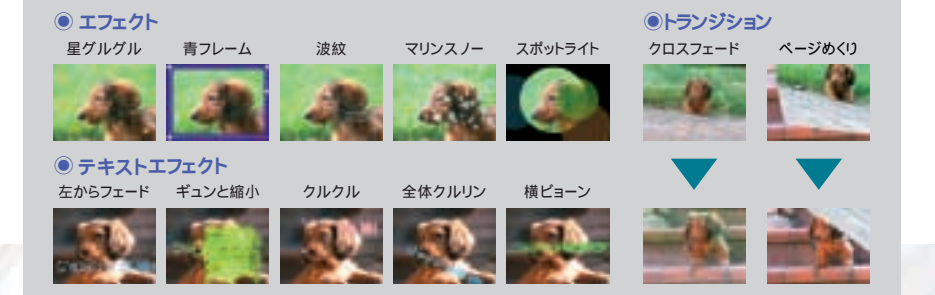 ◉ エフェクト
星グルグル 青フレーム 波紋 マリンスノー スポットライト
◉ テキストエフェクト
左からフェード ギュンと縮小 クルクル 全体クルリン 横ビョーン
◉トランジション
クロスフェード ページめくり